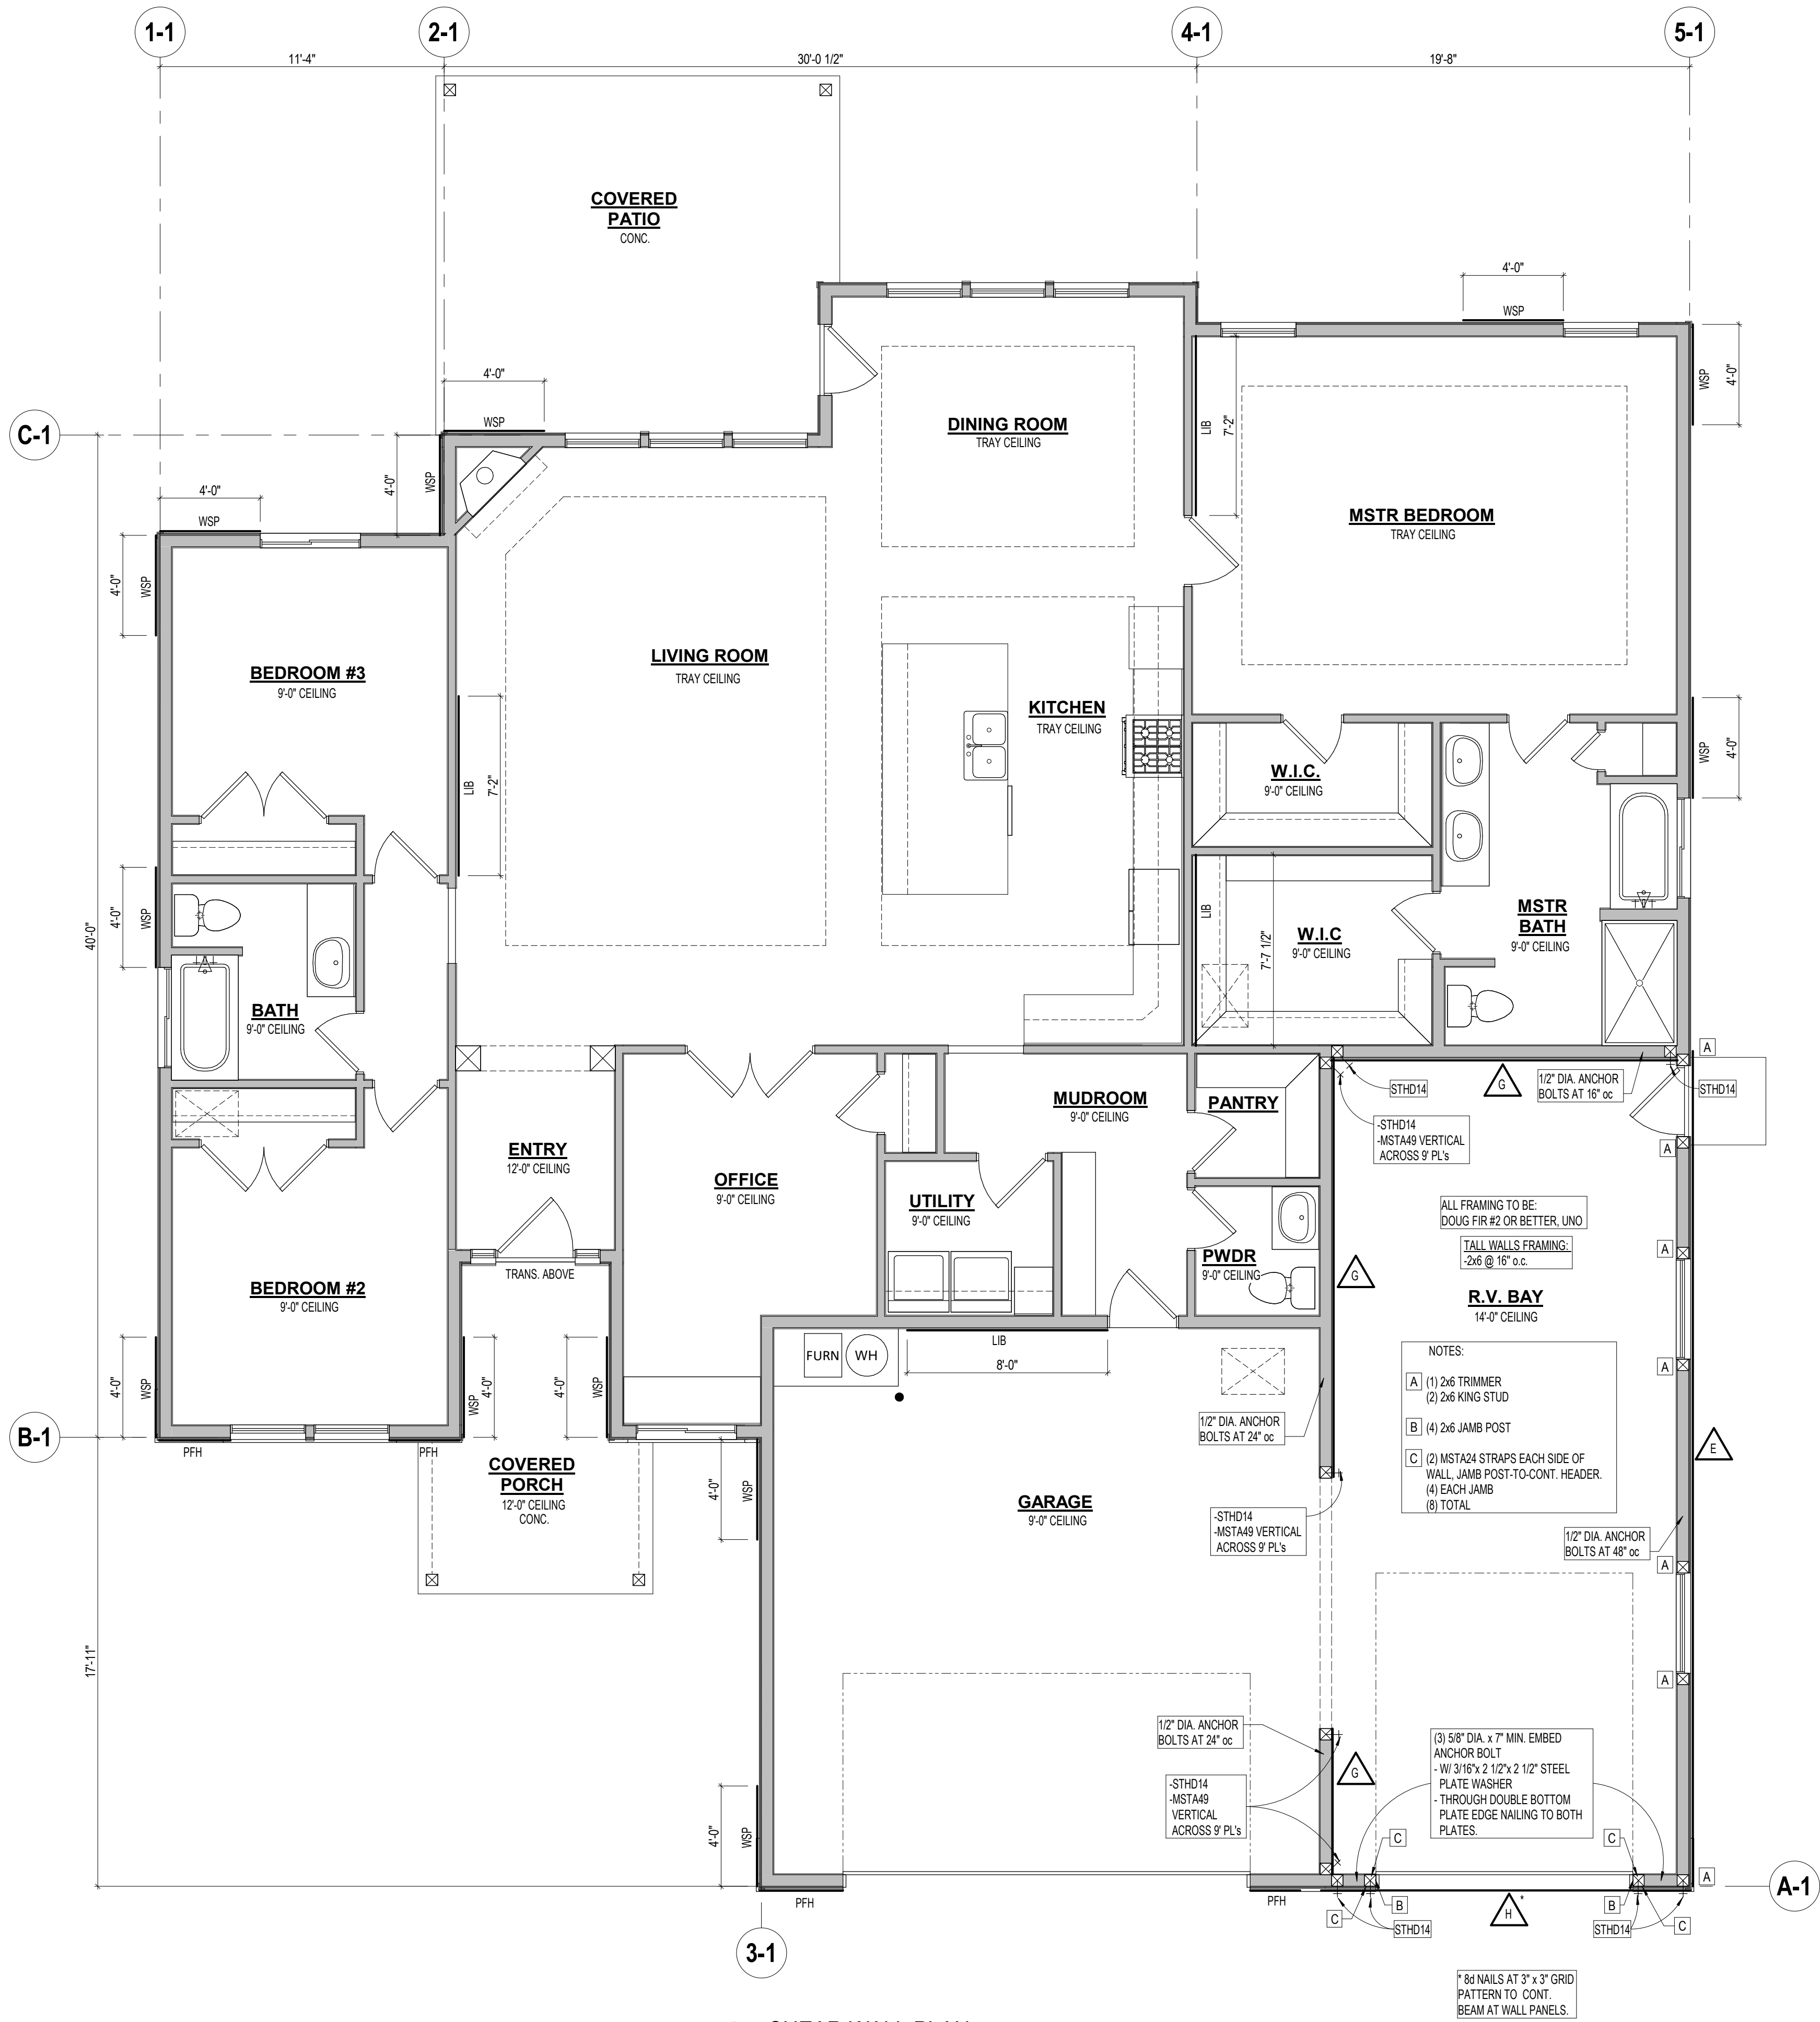 1-1
2-1
4-1
5-1
11'-4"
30'-0 1/2"
19'-8"
COVERED
PATIO
CONC.
4'-0"
WSP
4'-0"
WSP
C-1
4'-0"
WSP
WSP
4'-0"
LIB
7'-2"
DINING ROOM
TRAY CEILING
MSTR BEDROOM
TRAY CEILING
4'-0"
WSP
4'-0"
WSP
4'-0"
WSP
BEDROOM #3
9'-0" CEILING
LIVING ROOM
TRAY CEILING
KITCHEN
TRAY CEILING
LIB
7'-2"
W.I.C.
9'-0" CEILING
WSP
4'-0"
4'-0"
WSP
40'-0"
BATH
9'-0" CEILING
LIB
7'-7 1/2"
W.I.C
9'-0" CEILING
MSTR
BATH
9'-0" CEILING
A
STHD14
G
1/2" DIA. ANCHOR
BOLTS AT 16" oc
STHD14
-STHD14
-MSTA49 VERTICAL
ACROSS 9' PL's
A
ENTRY
12'-0" CEILING
OFFICE
9'-0" CEILING
MUDROOM
9'-0" CEILING
PANTRY
UTILITY
9'-0" CEILING
PWDR
9'-0" CEILING
ALL FRAMING TO BE:
DOUG FIR #2 OR BETTER, UNO
TALL WALLS FRAMING:
-2x6 @ 16" o.c.
A
G
R.V. BAY
14'-0" CEILING
TRANS. ABOVE
BEDROOM #2
9'-0" CEILING
FURN
WH
LIB
8'-0"
NOTES:
A (1) 2x6 TRIMMER
(2) 2x6 KING STUD
B (4) 2x6 JAMB POST
C (2) MSTA24 STRAPS EACH SIDE OF
WALL, JAMB POST-TO-CONT. HEADER.
(4) EACH JAMB
(8) TOTAL
A
4'-0"
WSP
WSP
4'-0"
4'-0"
WSP
1/2" DIA. ANCHOR
BOLTS AT 24" oc
B-1
PFH
PFH
E
COVERED
PORCH
12'-0" CEILING
CONC.
4'-0"
WSP
GARAGE
9'-0" CEILING
-STHD14
-MSTA49 VERTICAL
ACROSS 9' PL's
1/2" DIA. ANCHOR
BOLTS AT 48" oc
A
17'-11"
A
1/2" DIA. ANCHOR
BOLTS AT 24" oc
(3) 5/8" DIA. x 7" MIN. EMBED
ANCHOR BOLT
- W/ 3/16"x 2 1/2"x 2 1/2" STEEL
PLATE WASHER
- THROUGH DOUBLE BOTTOM
PLATE EDGE NAILING TO BOTH
PLATES.
G
-STHD14
-MSTA49
VERTICAL
ACROSS 9' PL's
4'-0"
WSP
C
C
A
A-1
PFH
PFH
B
H
*
B
C
STHD14
STHD14
C
3-1
* 8d NAILS AT 3" x 3" GRID
PATTERN TO CONT.
BEAM AT WALL PANELS.
SHEAR WALL PLAN